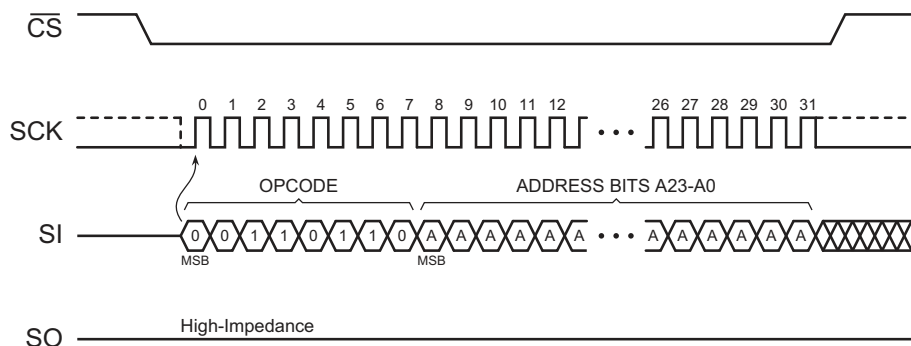 CS
0 1 2 3 4 5 6 7 8 9 10 11 12 26 27 28 29 30 31
SCK
OPCODE ADDRESS BITS A23-A0
SI 0 0 1 1 0 1 1 0 A A A A A A A A A A A A
MSB MSB
High-Impedance
SO